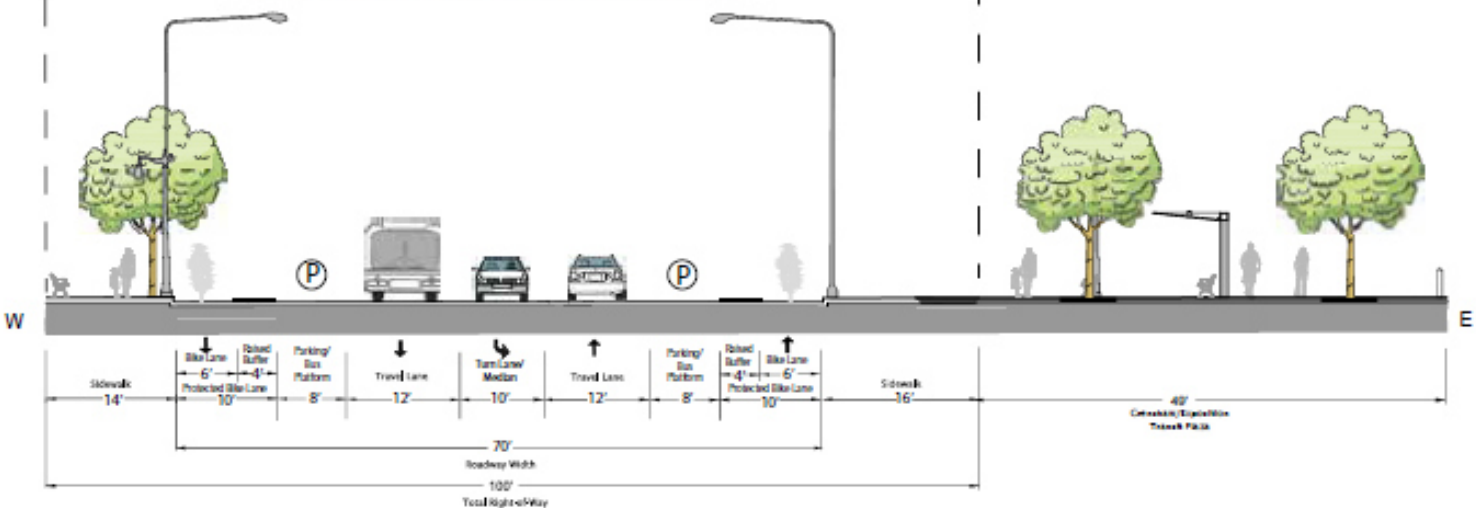 P
P
W
E
Sidewalk
14'
Bike Lane
6'
Raised
Buffer
4'
Protected Bike Lane
10'
Parking/
Bus
Platform
8'
Travel Lane
12'
Turn Lane/
Median
10'
Travel Lane
12'
Parking/
Bus
Platform
8'
Raised
Buffer
4'
Bike Lane
6'
Protected Bike Lane
10'
Sidewalk
16'
49'
Transit Plaza
70'
Roadway Width
100'
Total Right-of-Way